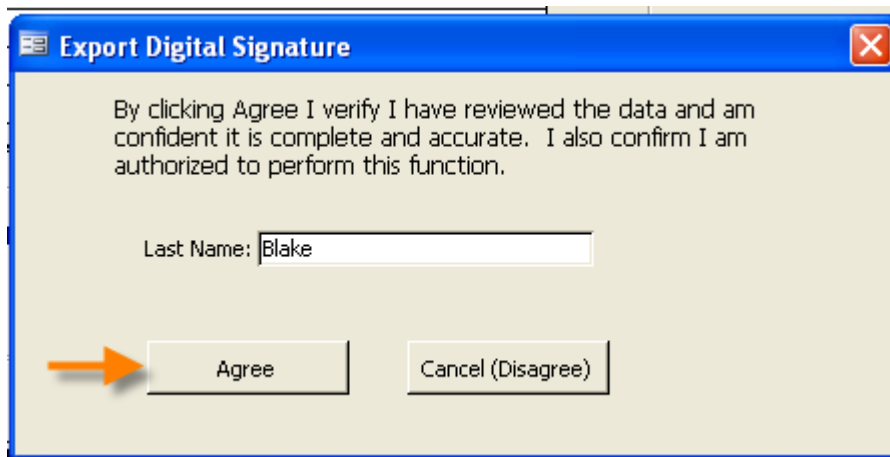 Export Digital Signature
By clicking Agree I verify I have reviewed the data and am
confident it is complete and accurate.  I also confirm I am
authorized to perform this function.
Last Name: Blake
Agree Cancel (Disagree)